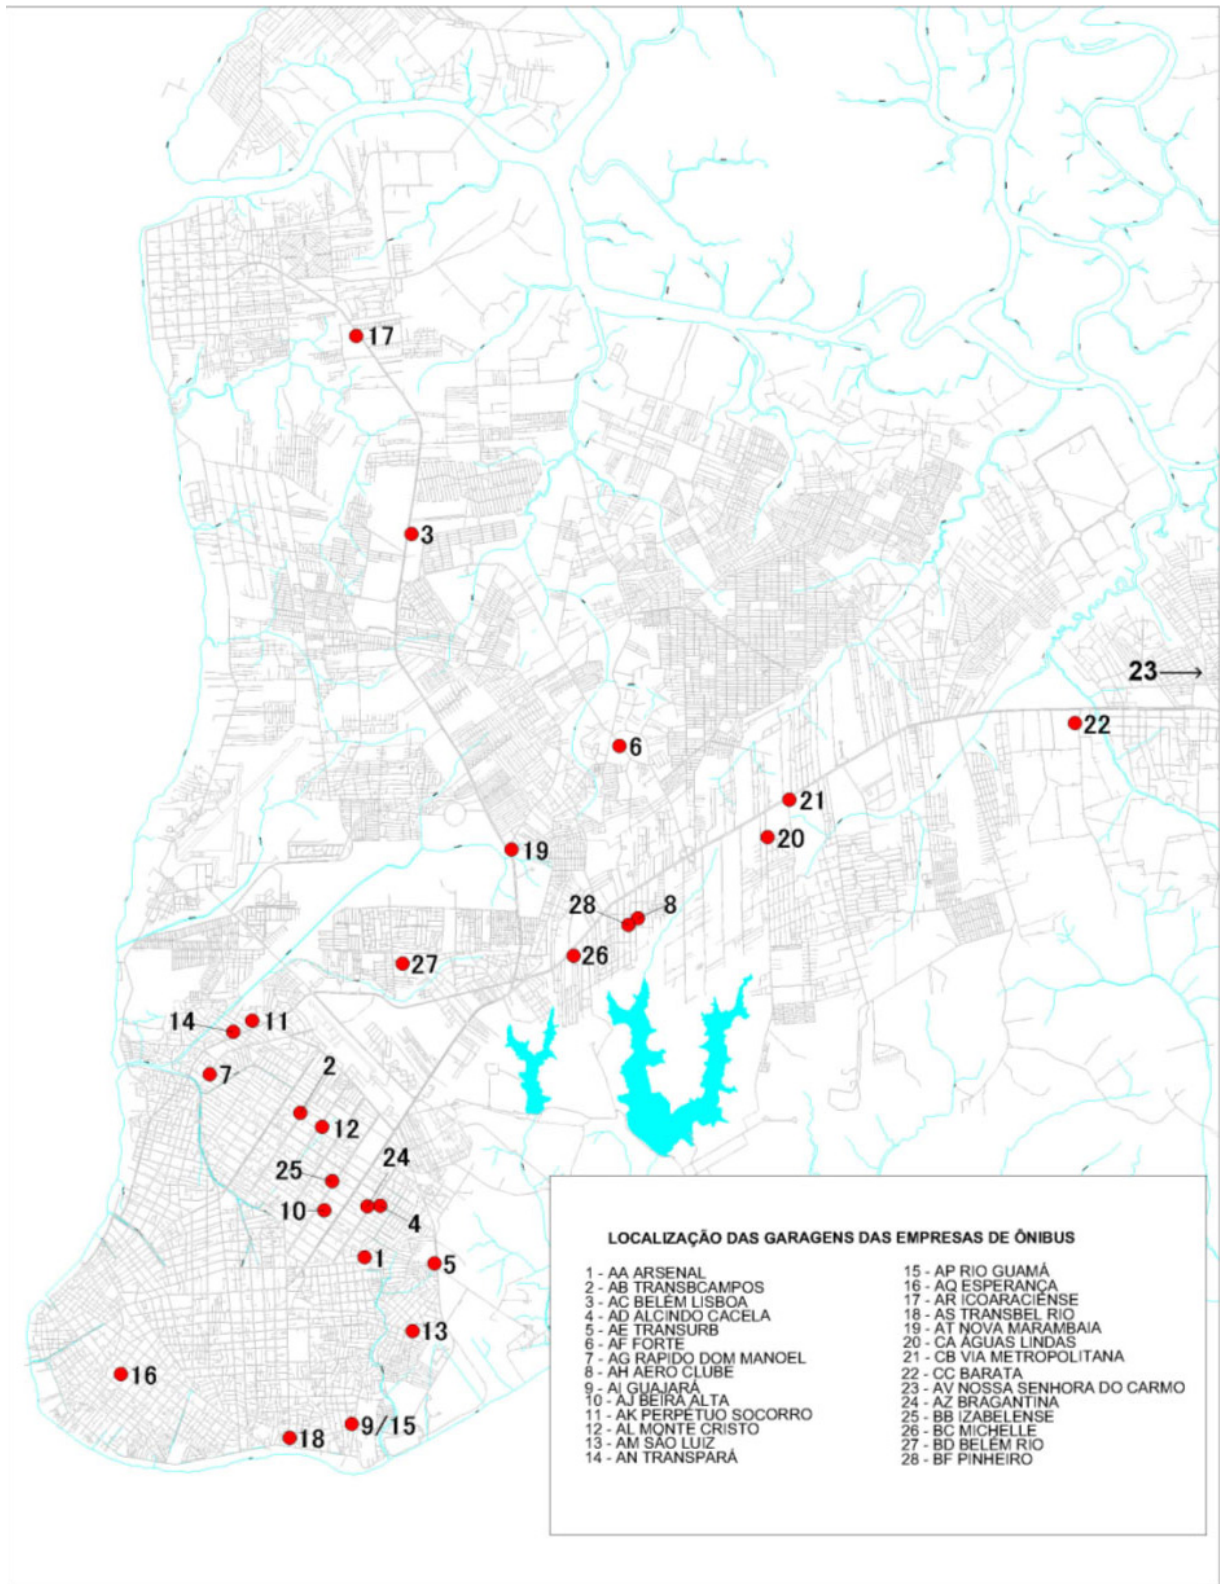 17
3
23
22
6
21
20
19
28
8
26
27
14
11
7
2
12
24
25
10
4
1
5
13
16
9/15
18
LOCALIZAÇÃO DAS GARAGENS DAS EMPRESAS DE ÔNIBUS
1 - AA ARSENAL
2 - AB TRANSBCAMPOS
3 - AC BELÉM LISBOA
4 - AD ALCINDO CACELA
5 - AE TRANSURB
6 - AF FORTE
7 - AG RAPIDO DOM MANOEL
8 - AH AERO CLUBE
9 - AI GUAJARÁ
10 - AJ BEIRA ALTA
11 - AK PERPÉTUO SOCORRO
12 - AL MONTE CRISTO
13 - AM SÃO LUIZ
14 - AN TRANSPARÁ
15 - AP RIO GUAMÁ
16 - AQ ESPERANÇA
17 - AR ICOARACIENSE
18 - AS TRANSBEL RIO
19 - AT NOVA MARAMBAIA
20 - CA ÁGUAS LINDAS
21 - CB VIA METROPOLITANA
22 - CC BARATA
23 - AV NOSSA SENHORA DO CARMO
24 - AZ BRAGANTINA
25 - BB IZABELENSE
26 - BC MICHELLE
27 - BD BELÉM RIO
28 - BF PINHEIRO